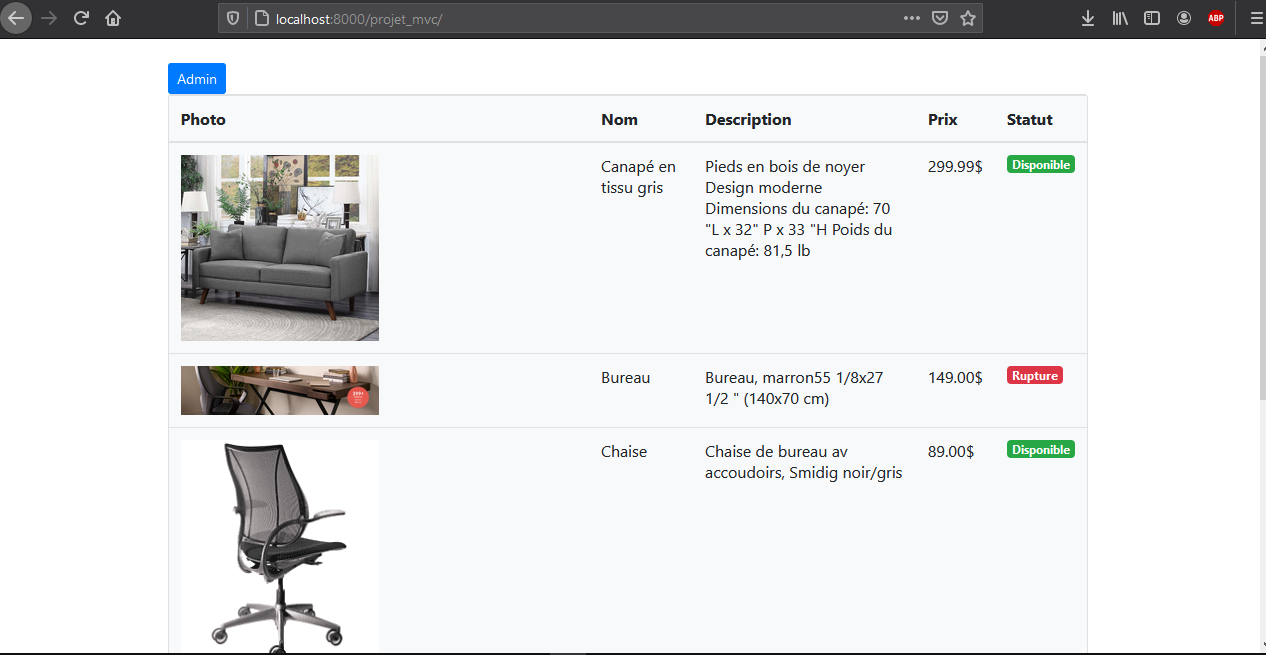 localhost:8000/projet_mvc/
ABP
Admin
Photo Nom Description Prix Statut
Canapé en
tissu gris
Pieds en bois de noyer
Design moderne
Dimensions du canapé: 70
"L x 32" P x 33 "H Poids du
canapé: 81,5 lb
299.99$
Disponible
Bureau
Bureau, marron55 1/8x27
1/2 " (140x70 cm)
149.00$
Rupture
Chaise
Chaise de bureau av
accoudoirs, Smidig noir/gris
89.00$
Disponible